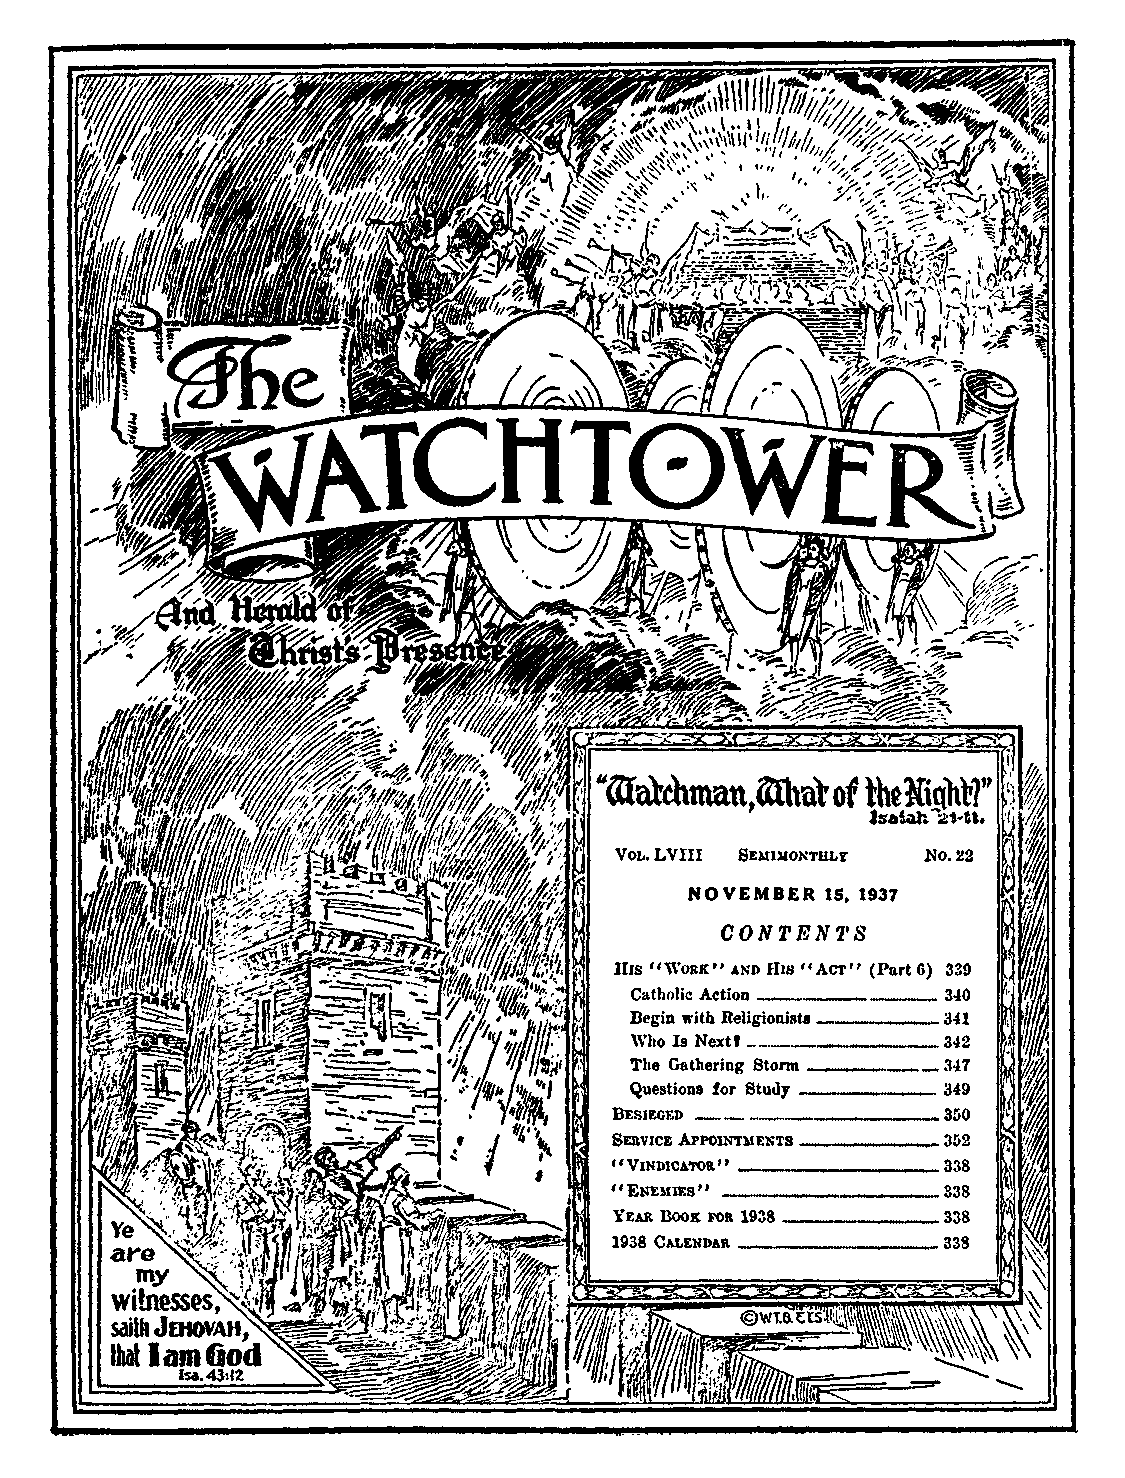 The
WATCHTOWER
And Herald of
Christ's Presence
"Watchman, What of the Night?"
Isaiah 21-11.
VOL. LVIII SEMIMONTHLY No. 22
NOVEMBER 15, 1937
CONTENTS
HIS "WORK" AND HIS "ACT" (Part 6) 339
Catholic Action 340
Begin with Religionists 341
Who Is Next? 342
The Gathering Storm 347
Questions for Study 349
BESIEGED 350
SERVICE APPOINTMENTS 352
"VINDICATOR" 338
"ENEMIES" 338
YEAR BOOK FOR 1938 338
1938 CALENDAR 338
©W.T.B.&T.S.
Ye
are
my
witnesses,
saith JEHOVAH,
that I am God
Isa. 43:12